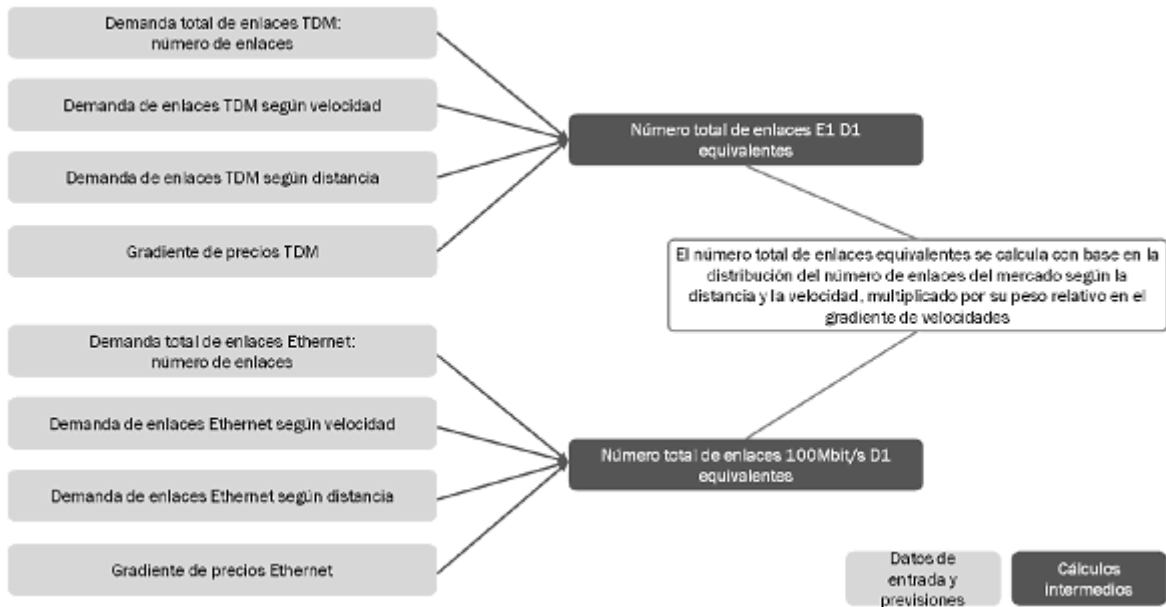 Demanda total de enlaces TDM:
número de enlaces
Demanda de enlaces TDM según velocidad
Demanda de enlaces TDM según distancia
Gradiente de precios TDM
Número total de enlaces E1 D1
equivalentes
El número total de enlaces equivalentes se calcula con base en la
distribución del número de enlaces del mercado según la
distancia y la velocidad, multiplicado por su peso relativo en el
gradiente de velocidades
Demanda total de enlaces Ethernet:
número de enlaces
Demanda de enlaces Ethernet según velocidad
Demanda de enlaces Ethernet según distancia
Gradiente de precios Ethernet
Número total de enlaces 100Mbit/s D1
equivalentes
Datos de
entrada y
previsiones
Cálculos
intermedios